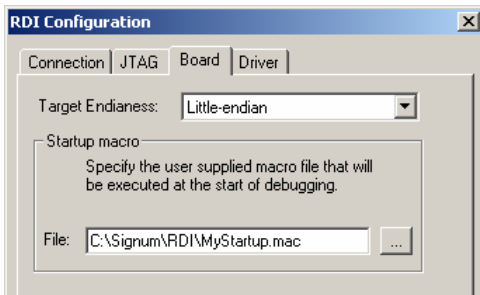 RDI Configuration
Connection JTAG Board Driver
Target Endianess: Little-endian
Startup macro
Specify the user supplied macro file that will
be executed at the start of debugging.
File: C:\Signum\RDI\MyStartup.mac ...